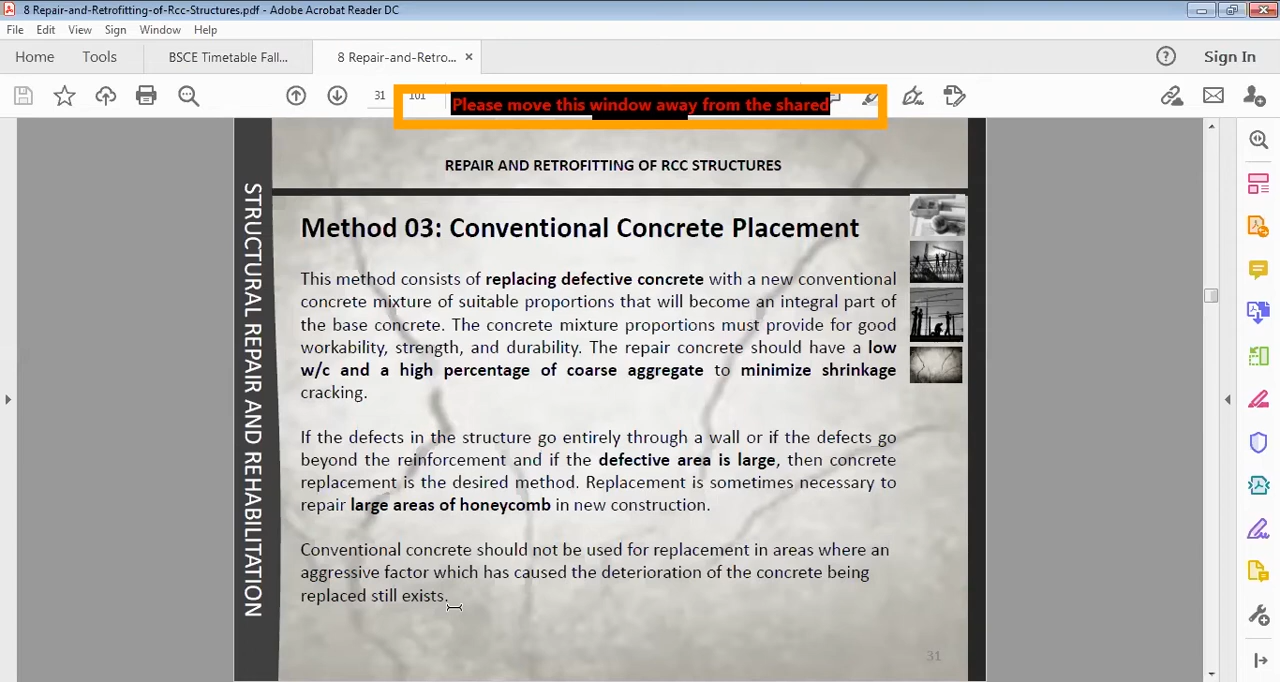 8 Repair-and-Retrofitting-of-Rcc-Structures.pdf - Adobe Acrobat Reader DC
File Edit View Sign Window Help
Home Tools BSCE Timetable Fall... 8 Repair-and-Retro... × Sign In
31 101
Please move this window away from the shared
REPAIR AND RETROFITTING OF RCC STRUCTURES
STRUCTURAL REPAIR AND REHABILITATION
Method 03: Conventional Concrete Placement
This method consists of replacing defective concrete with a new conventional
concrete mixture of suitable proportions that will become an integral part of
the base concrete. The concrete mixture proportions must provide for good
workability, strength, and durability. The repair concrete should have a low
w/c and a high percentage of coarse aggregate to minimize shrinkage
cracking.
If the defects in the structure go entirely through a wall or if the defects go
beyond the reinforcement and if the defective area is large, then concrete
replacement is the desired method. Replacement is sometimes necessary to
repair large areas of honeycomb in new construction.
Conventional concrete should not be used for replacement in areas where an
aggressive factor which has caused the deterioration of the concrete being
replaced still exists.
31